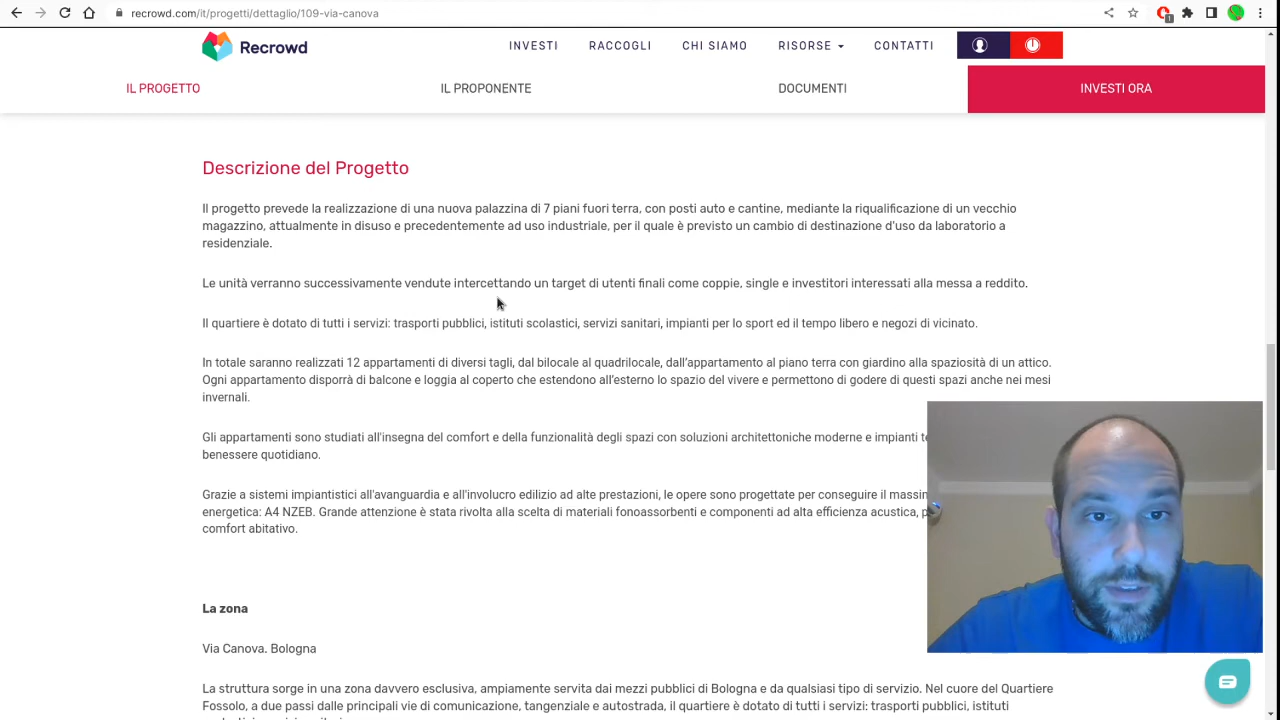 recrowd.com/it/progetti/dettaglio/109-via-canova
1
Recrowd
INVESTI RACCOGLI CHI SIAMO RISORSE CONTATTI
IL PROGETTO IL PROPONENTE DOCUMENTI INVESTI ORA
Descrizione del Progetto
Il progetto prevede la realizzazione di una nuova palazzina di 7 piani fuori terra, con posti auto e cantine, mediante la riqualificazione di un vecchio
magazzino, attualmente in disuso e precedentemente ad uso industriale, per il quale è previsto un cambio di destinazione d'uso da laboratorio a
residenziale.
Le unità verranno successivamente vendute intercettando un target di utenti finali come coppie, single e investitori interessati alla messa a reddito.
Il quartiere è dotato di tutti i servizi: trasporti pubblici, istituti scolastici, servizi sanitari, impianti per lo sport ed il tempo libero e negozi di vicinato.
In totale saranno realizzati 12 appartamenti di diversi tagli, dal bilocale al quadrilocale, dall'appartamento al piano terra con giardino alla spaziosità di un attico.
Ogni appartamento disporrà di balcone e loggia al coperto che estendono all'esterno lo spazio del vivere e permettono di godere di questi spazi anche nei mesi
invernali.
Gli appartamenti sono studiati all'insegna del comfort e della funzionalità degli spazi con soluzioni architettoniche moderne e impianti
benessere quotidiano.
Grazie a sistemi impiantistici all'avanguardia e all'involucro edilizio ad alte prestazioni, le opere sono progettate per conseguire il
energetica: A4 NZEB. Grande attenzione è stata rivolta alla scelta di materiali fonoassorbenti e componenti ad alta efficienza acustica,
comfort abitativo.
La zona
Via Canova. Bologna
La struttura sorge in una zona davvero esclusiva, ampiamente servita dai mezzi pubblici di Bologna e da qualsiasi tipo di servizio. Nel cuore del Quartiere
Fossolo, a due passi dalle principali vie di comunicazione, tangenziale e autostrada, il quartiere è dotato di tutti i servizi: trasporti pubblici, istituti